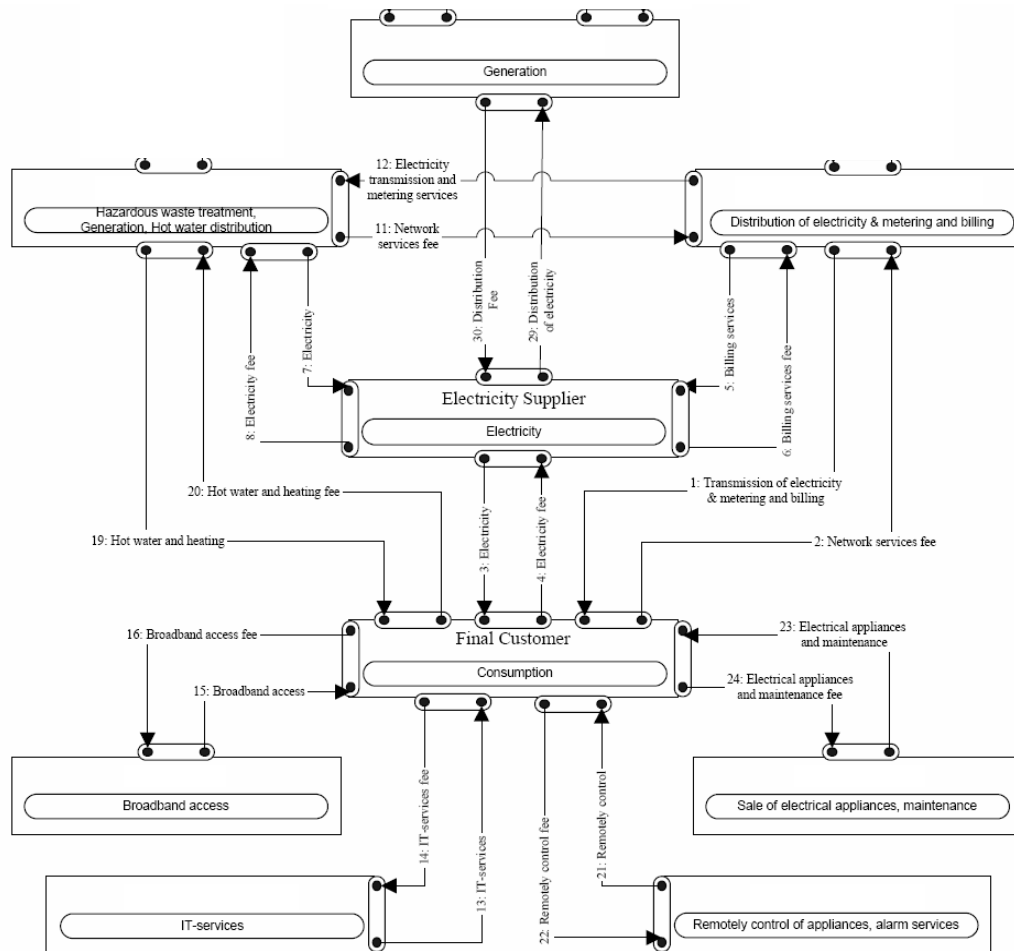 Generation
12: Electricity
transmission and
metering services
Hazardous waste treatment,
Generation, Hot water distribution
Distribution of electricity & metering and billing
11: Network
services fee
30: Distribution
Fee
29: Distribution
of electricity
7: Electricity
8: Electricity fee
5: Billing services
6: Billing services fee
Electricity Supplier
Electricity
20: Hot water and heating fee
1: Transmission of electricity
& metering and billing
19: Hot water and heating
3: Electricity
4: Electricity fee
2: Network services fee
16: Broadband access fee
Final Customer
23: Electrical appliances
and maintenance
Consumption
15: Broadband access
24: Electrical appliances
and maintenance fee
14: IT-services fee
13: IT-services
22: Remotely control fee
21: Remotely control
Broadband access
Sale of electrical appliances, maintenance
IT-services
Remotely control of appliances, alarm services